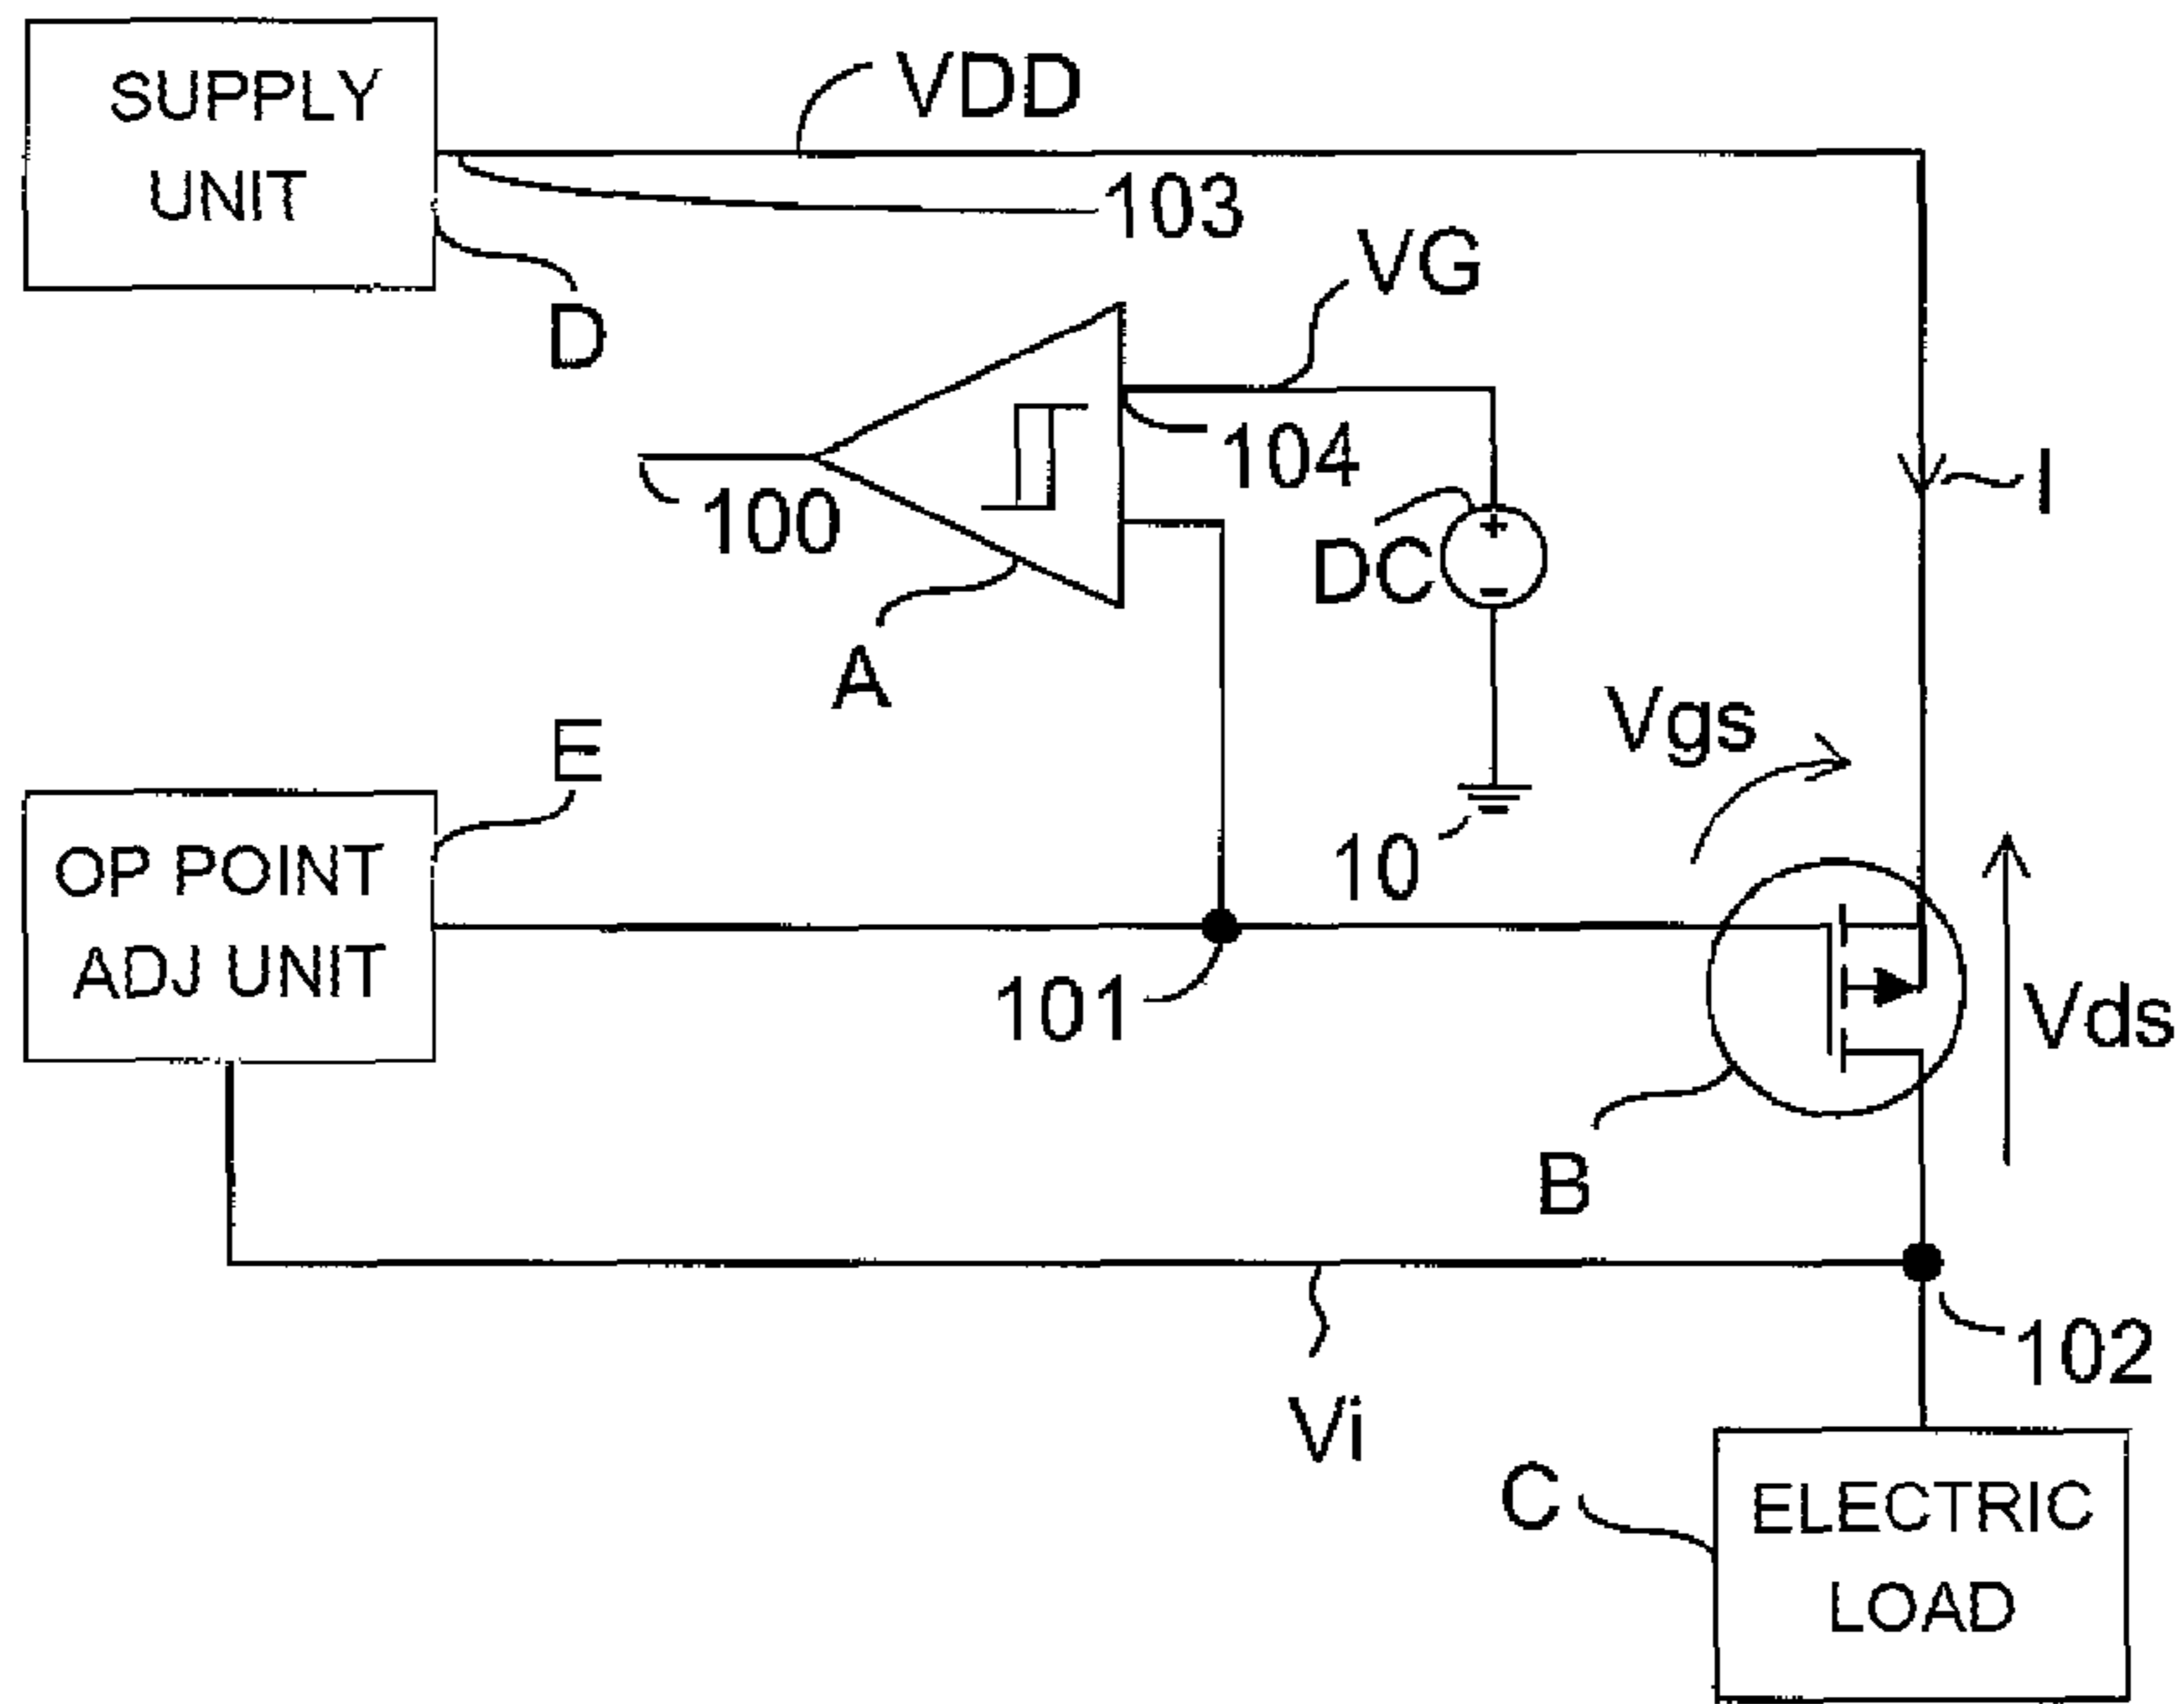 SUPPLY
UNIT
VDD
103
D
VG
104
100
DC
I
A
Vgs
E
OP POINT
ADJ UNIT
10
101
Vds
B
102
Vi
C
ELECTRIC
LOAD